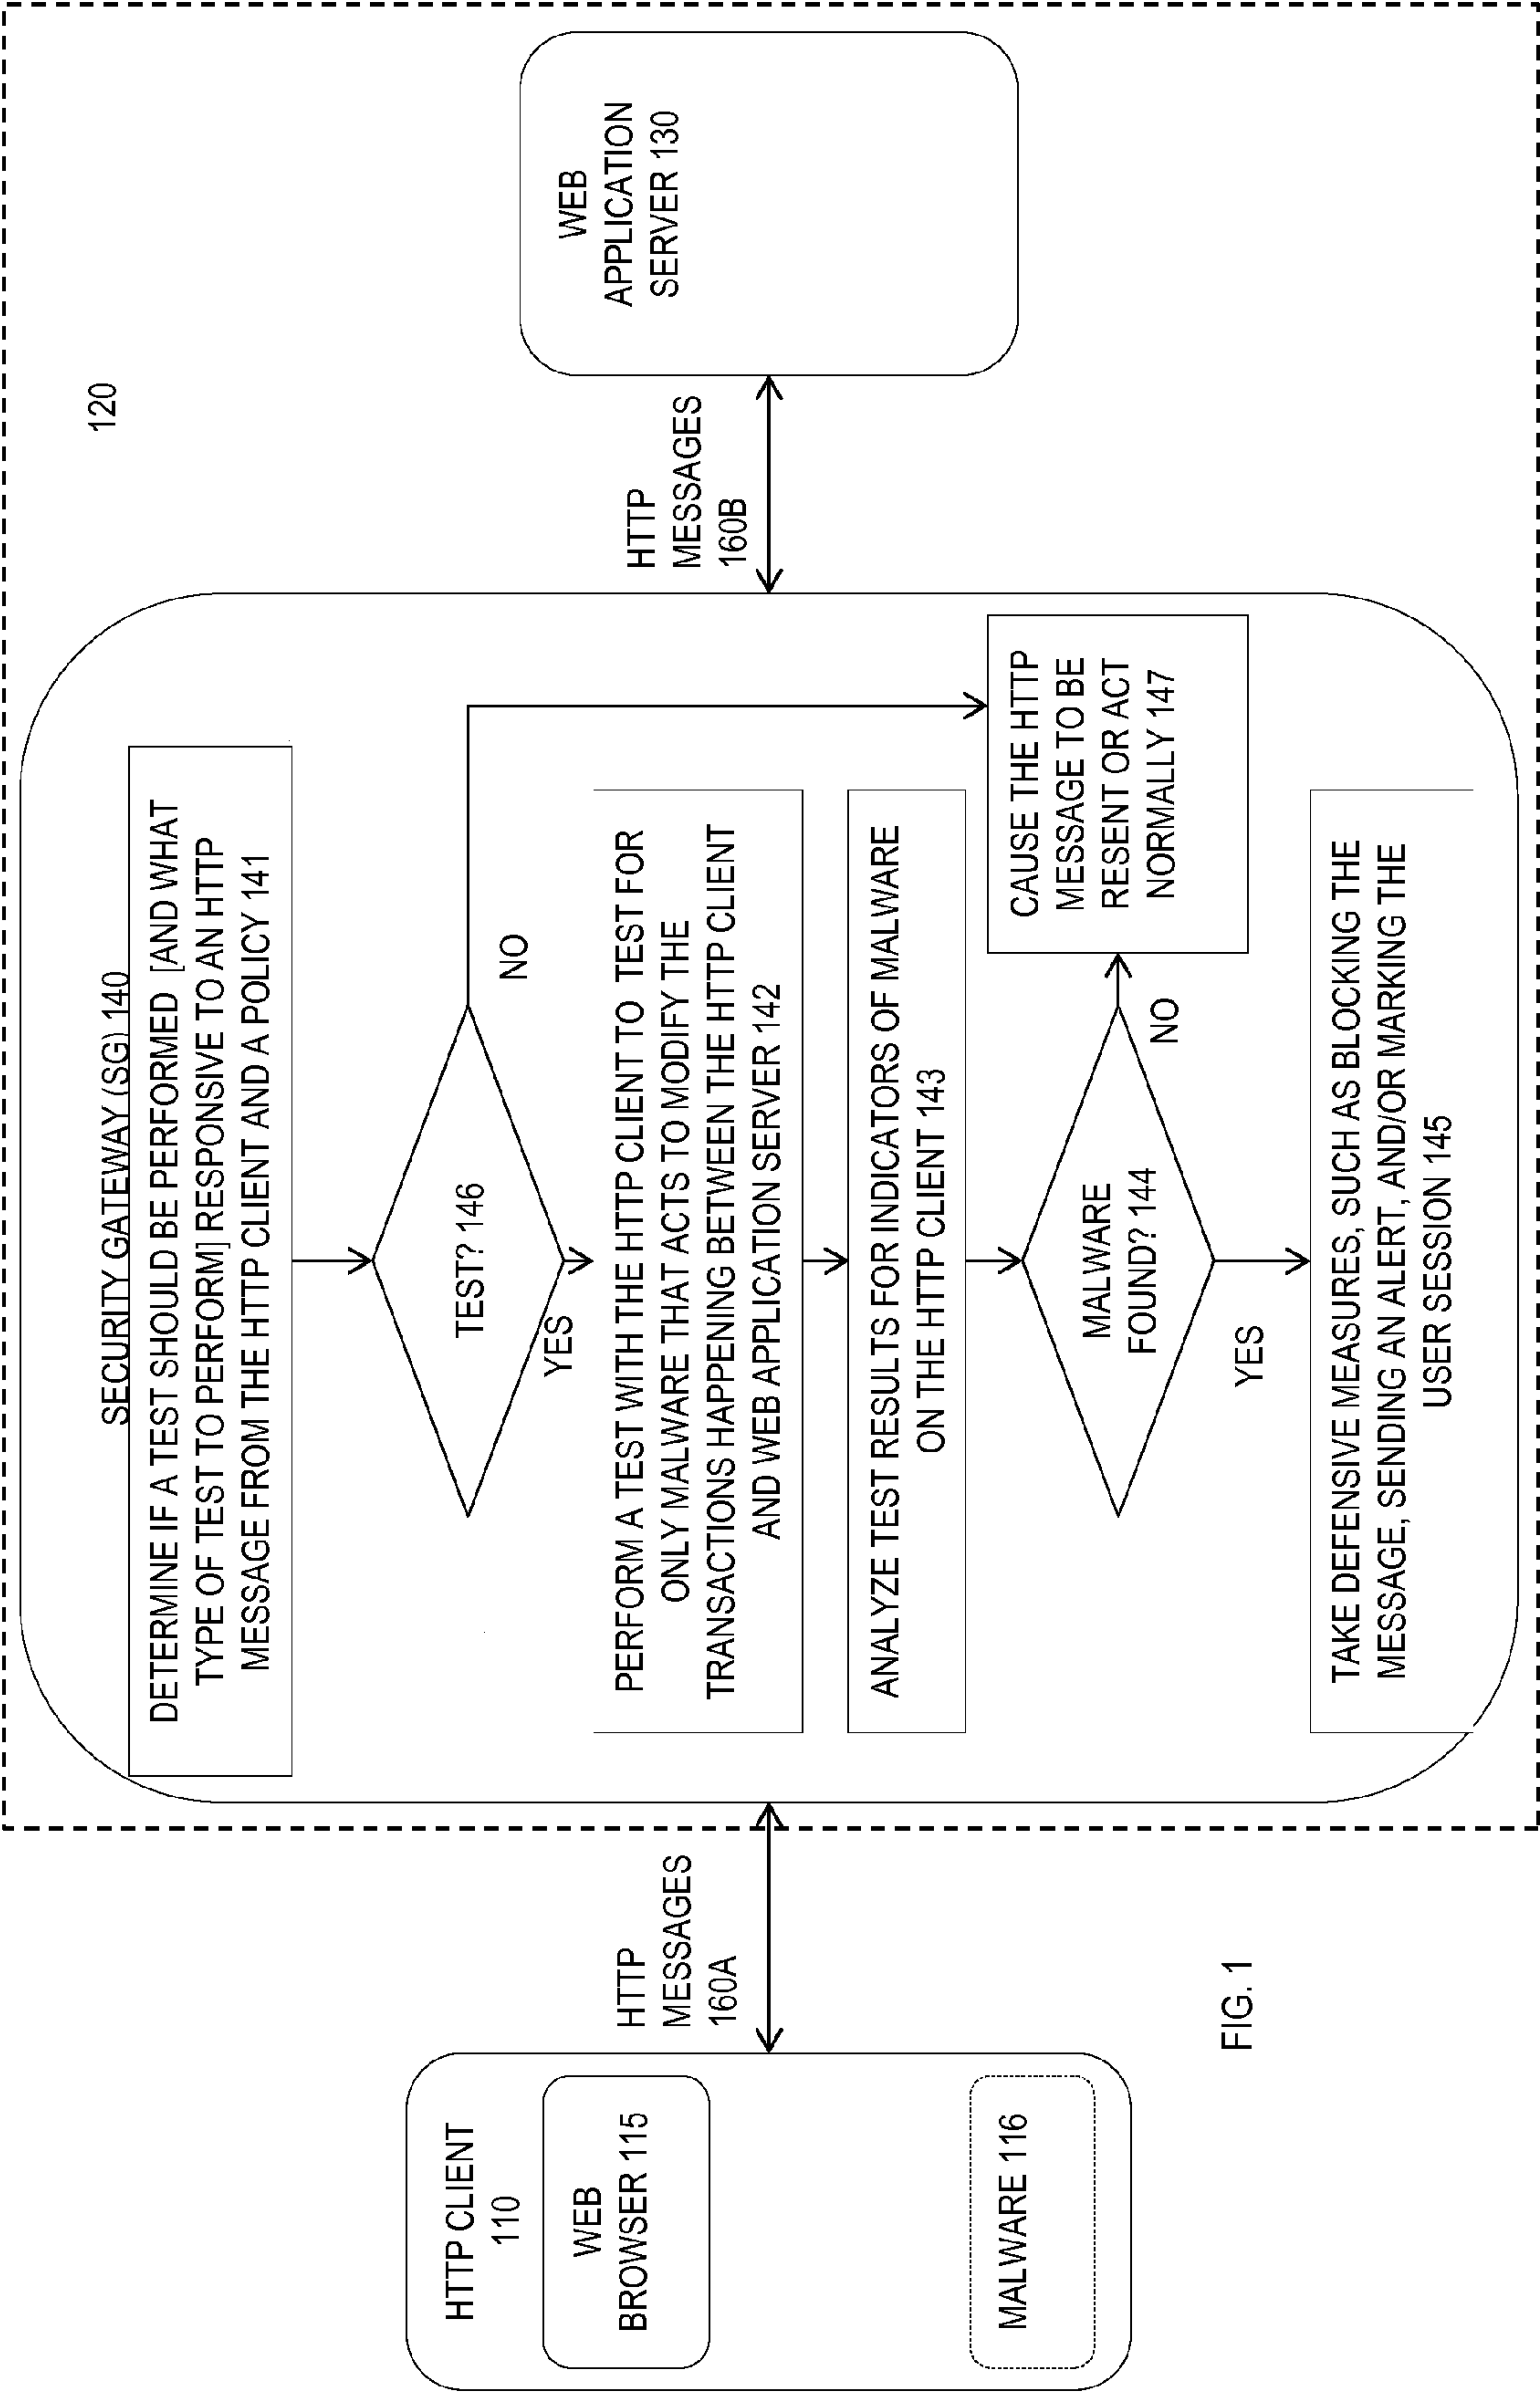 HTTP CLIENT
110
WEB
BROWSER 115
MALWARE 116
HTTP
MESSAGES
160A
120
SECURITY GATEWAY (SG) 140
DETERMINE IF A TEST SHOULD BE PERFORMED [AND WHAT
TYPE OF TEST TO PERFORM] RESPONSIVE TO AN HTTP
MESSAGE FROM THE HTTP CLIENT AND A POLICY 141
TEST? 146
NO
YES
PERFORM A TEST WITH THE HTTP CLIENT TO TEST FOR
ONLY MALWARE THAT ACTS TO MODIFY THE
TRANSACTIONS HAPPENING BETWEEN THE HTTP CLIENT
AND WEB APPLICATION SERVER 142
ANALYZE TEST RESULTS FOR INDICATORS OF MALWARE
ON THE HTTP CLIENT 143
MALWARE
FOUND? 144
NO
YES
CAUSE THE HTTP
MESSAGE TO BE
RESENT OR ACT
NORMALLY 147
TAKE DEFENSIVE MEASURES, SUCH AS BLOCKING THE
MESSAGE, SENDING AN ALERT, AND/OR MARKING THE
USER SESSION 145
HTTP
MESSAGES
160B
WEB
APPLICATION
SERVER 130
FIG. 1